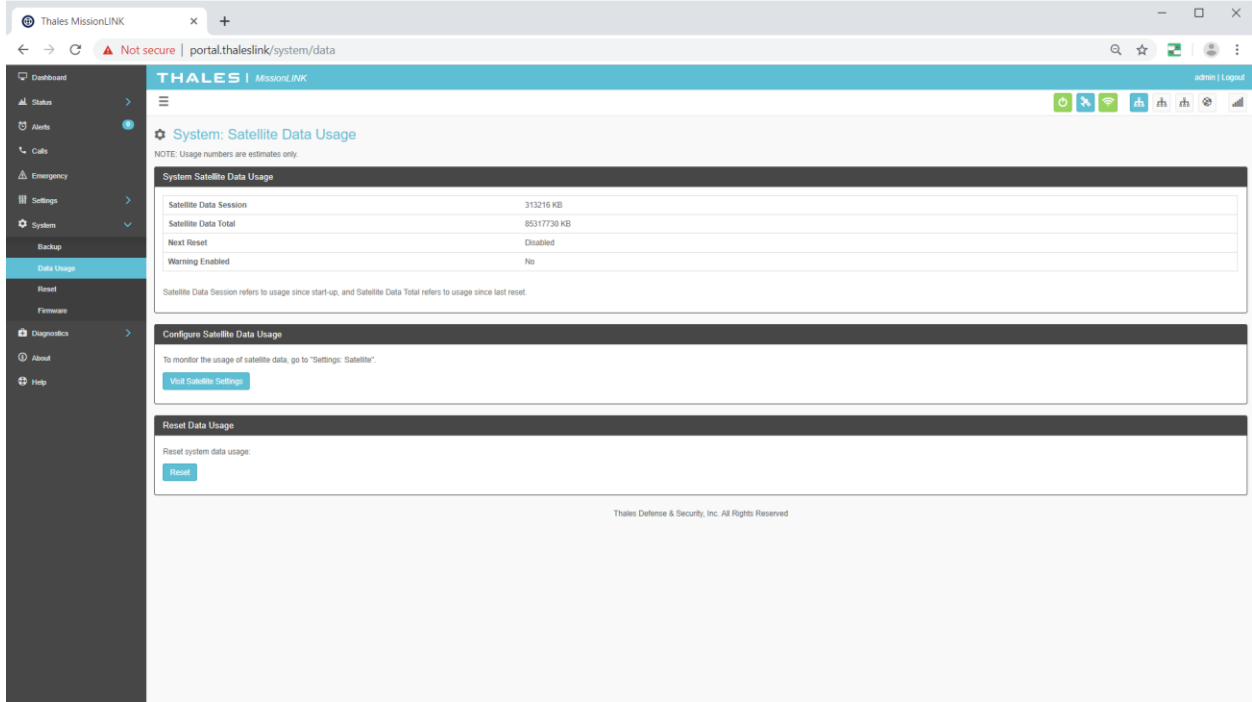 Thales MissionLINK
Not secure | portal.thaleslink/system/data
Dashboard
THALES | MissionLINK
admin | Logout
Status
Alerts
0
Calls
Emergency
Settings
System
Backup
Data Usage
Reset
Firmware
Diagnostics
About
Help
System: Satellite Data Usage
NOTE: Usage numbers are estimates only.
System Satellite Data Usage
Satellite Data Session 313216 KB
Satellite Data Total 85317730 KB
Next Reset Disabled
Warning Enabled No
Satellite Data Session refers to usage since start-up, and Satellite Data Total refers to usage since last reset.
Configure Satellite Data Usage
To monitor the usage of satellite data, go to "Settings: Satellite".
Visit Satellite Settings
Reset Data Usage
Reset system data usage:
Reset
Thales Defense & Security, Inc. All Rights Reserved